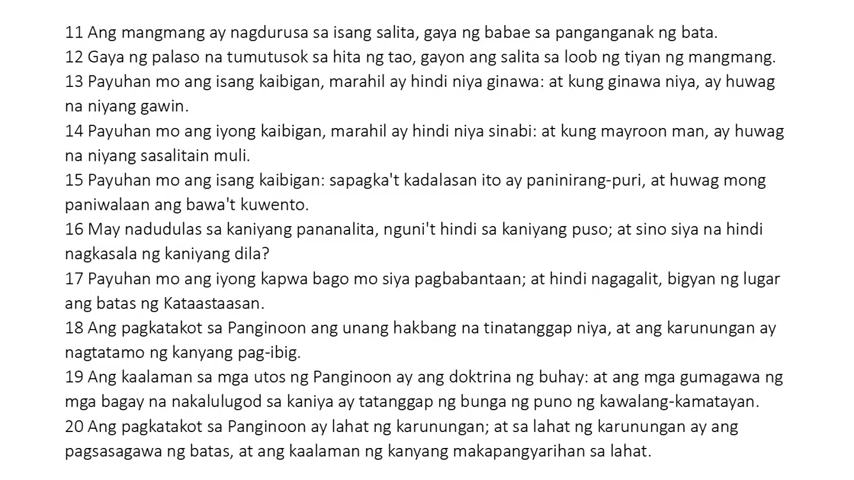 11 Ang mangmang ay nagdurusa sa isang salita, gaya ng babae sa panganganak ng bata.
12 Gaya ng palaso na tumutusok sa hita ng tao, gayon ang salita sa loob ng tiyan ng mangmang.
13 Payuhan mo ang isang kaibigan, marahil ay hindi niya ginawa: at kung ginawa niya, ay huwag
na niyang gawin.
14 Payuhan mo ang iyong kaibigan, marahil ay hindi niya sinabi: at kung mayroon man, ay huwag
na niyang sasalitain muli.
15 Payuhan mo ang isang kaibigan: sapagka't kadalasan ito ay paninirang-puri, at huwag mong
paniwalaan ang bawa't kuwento.
16 May nadudulas sa kaniyang pananalita, nguni't hindi sa kaniyang puso; at sino siya na hindi
nagkasala ng kaniyang dila?
17 Payuhan mo ang iyong kapwa bago mo siya pagbabantaan; at hindi nagagalit, bigyan ng lugar
ang batas ng Kataastaasan.
18 Ang pagkatakot sa Panginoon ang unang hakbang na tinatanggap niya, at ang karunungan ay
nagtatamo ng kanyang pag-ibig.
19 Ang kaalaman sa mga utos ng Panginoon ay ang doktrina ng buhay: at ang mga gumagawa ng
mga bagay na nakalulugod sa kaniya ay tatanggap ng bunga ng puno ng kawalang-kamatayan.
20 Ang pagkatakot sa Panginoon ay lahat ng karunungan; at sa lahat ng karunungan ay ang
pagsasagawa ng batas, at ang kaalaman ng kanyang makapangyarihan sa lahat.